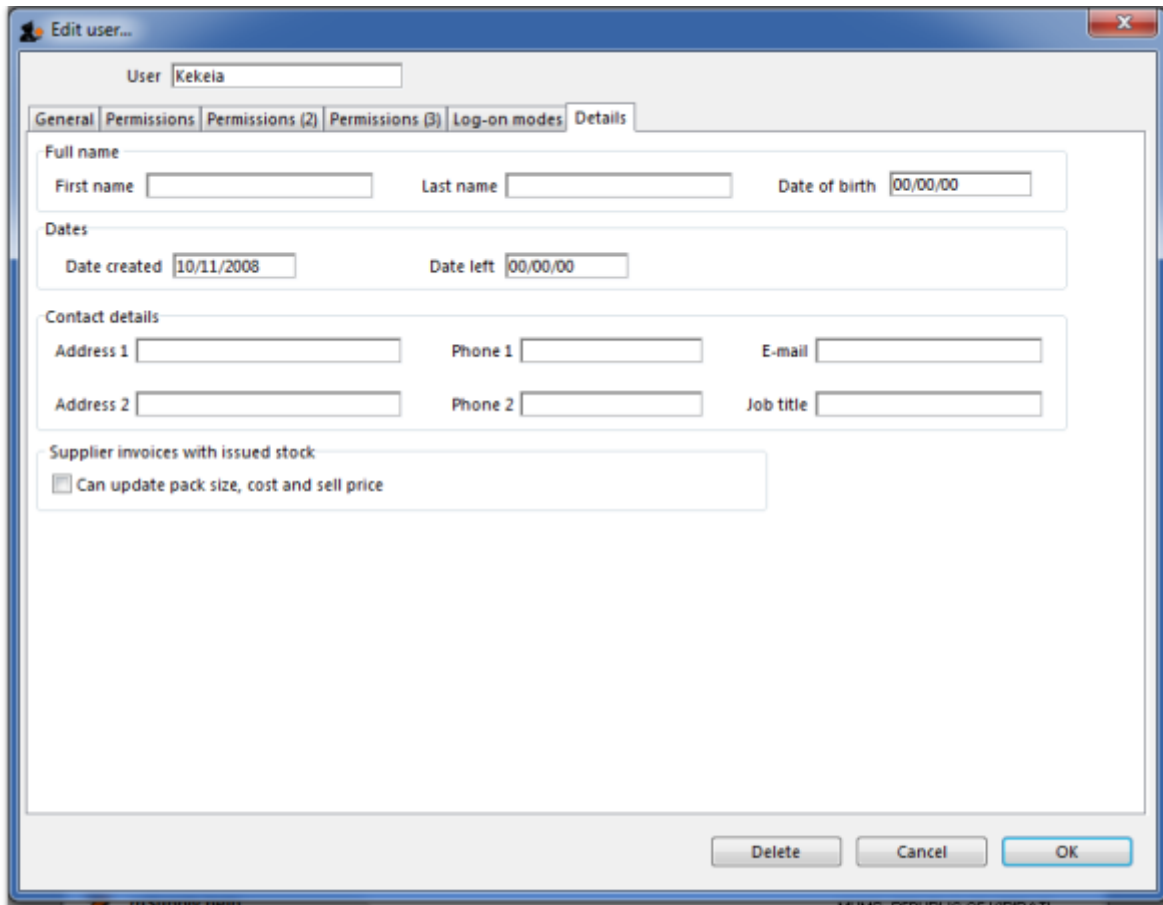 Edit user...
User Kekeia
General Permissions Permissions (2) Permissions (3) Log-on modes Details
Full name
First name Last name Date of birth 00/00/00
Dates
Date created 10/11/2008 Date left 00/00/00
Contact details
Address 1 Phone 1 E-mail
Address 2 Phone 2 Job title
Supplier invoices with issued stock
Can update pack size, cost and sell price
Delete Cancel OK